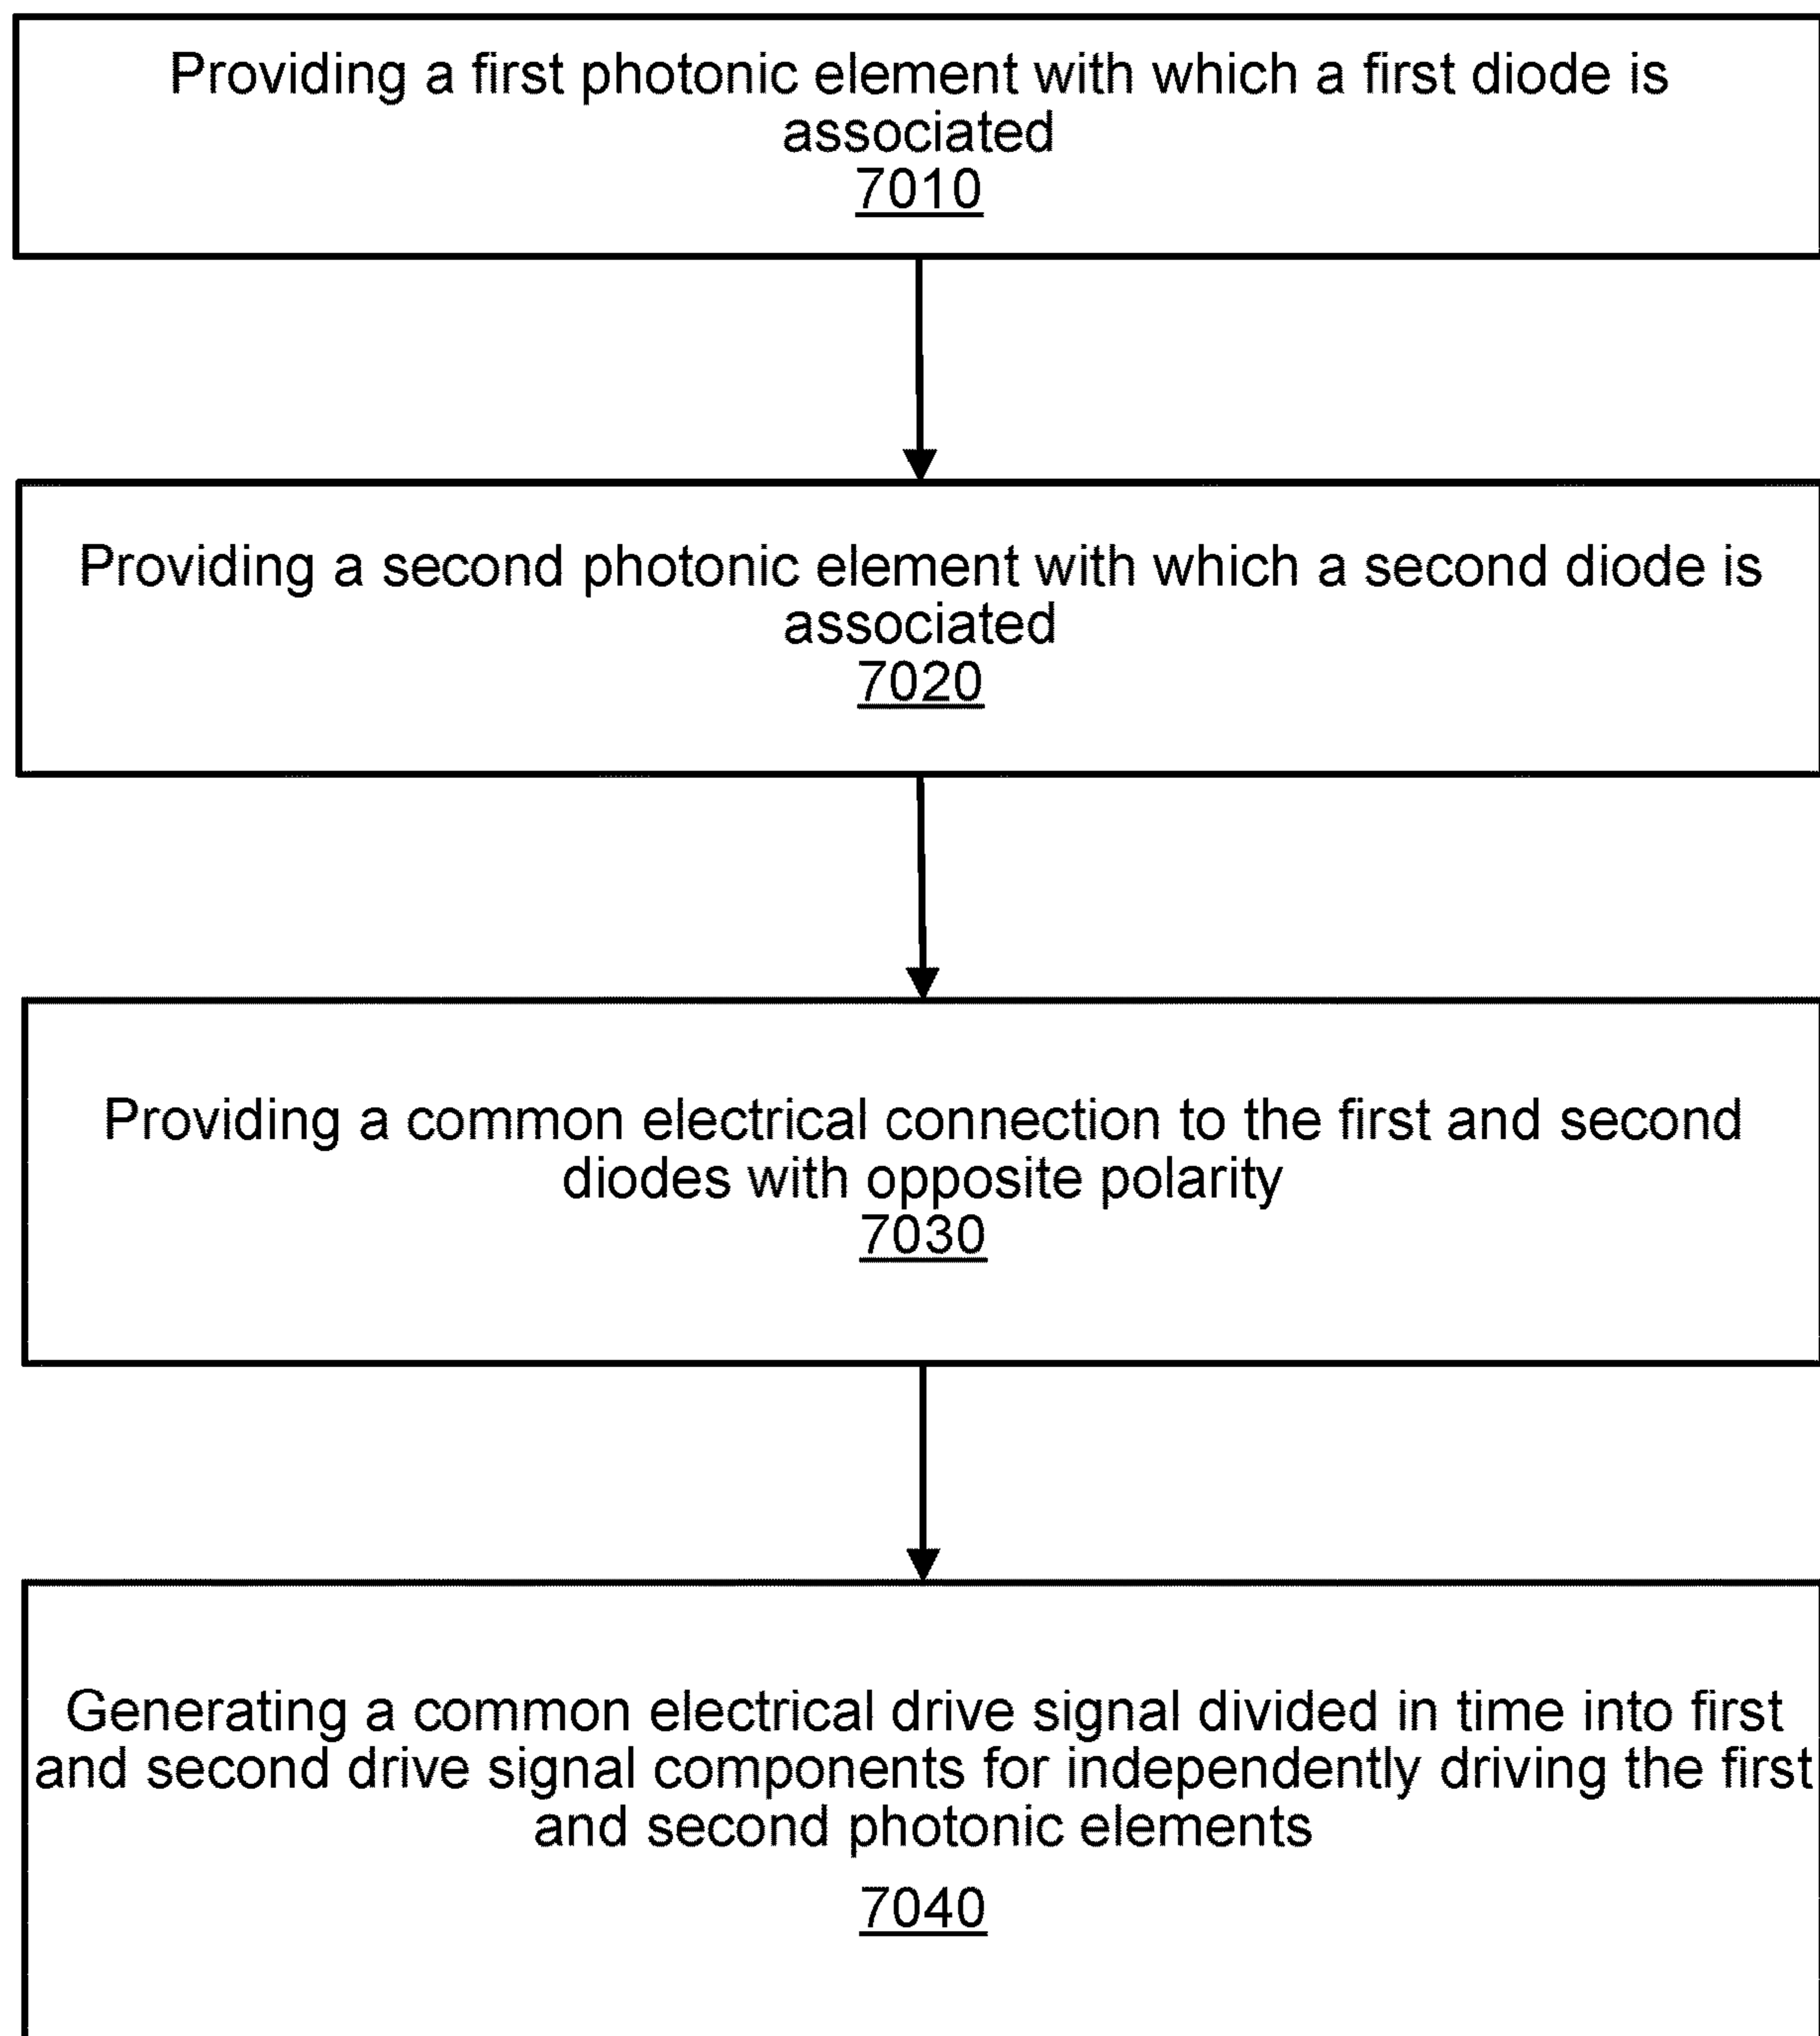 Providing a first photonic element with which a first diode is
associated
7010
Providing a second photonic element with which a second diode is
associated
7020
Providing a common electrical connection to the first and second
diodes with opposite polarity
7030
Generating a common electrical drive signal divided in time into first
and second drive signal components for independently driving the first
and second photonic elements
7040